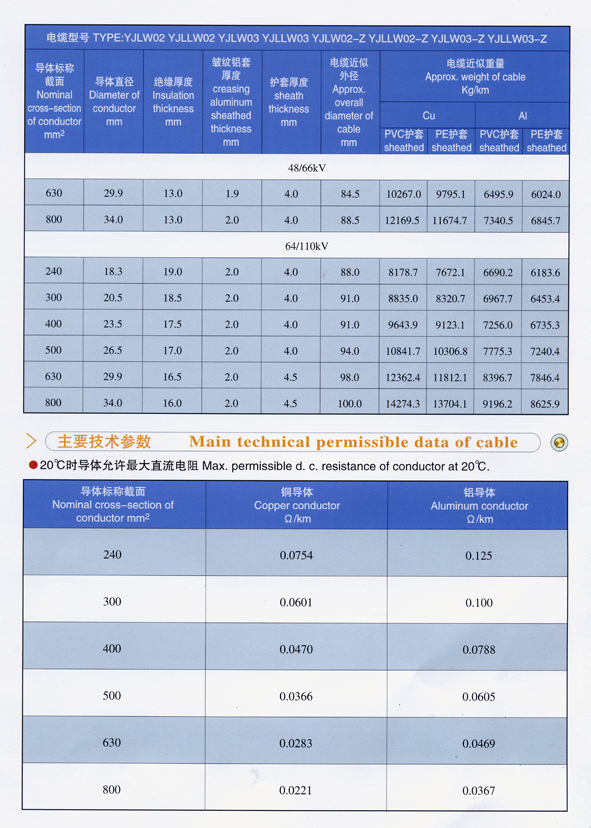 电缆型号 TYPE:YJLW02 YJLLW02 YJLW03 YJLLW03 YJLW02-Z YJLLW02-Z YJLW03-Z YJLLW03-Z
导体标称
截面
Nominal
cross-section
of conductor
mm2
导体直径
Diameter of
conductor
mm
绝缘厚度
Insulation
thickness
mm
皱纹铝套
厚度
creasing
aluminum
sheathed
thickness
mm
护套厚度
sheath
thickness
mm
电缆近似
外径
Approx.
overall
diameter of
cable
mm
电缆近似重量
Approx. weight of cable
Kg/km
Cu Al
PVC护套 PE护套 PVC护套 PE护套
sheathed sheathed sheathed sheathed
48/66kV
630 29.9 13.0 1.9 4.0 84.5 10267.0 9795.1 6495.9 6024.0
800 34.0 13.0 2.0 4.0 88.5 12169.5 11674.7 7340.5 6845.7
64/110kV
240 18.3 19.0 2.0 4.0 88.0 8178.7 7672.1 6690.2 6183.6
300 20.5 18.5 2.0 4.0 91.0 8835.0 8320.7 6967.7 6453.4
400 23.5 17.5 2.0 4.0 91.0 9643.9 9123.1 7256.0 6735.3
500 26.5 17.0 2.0 4.0 94.0 10841.7 10306.8 7775.3 7240.4
630 29.9 16.5 2.0 4.5 98.0 12362.4 11812.1 8396.7 7846.4
800 34.0 16.0 2.0 4.5 100.0 14274.3 13704.1 9196.2 8625.9
主要技术参数 Main technical permissible data of cable
●20℃时导体允许最大直流电阻 Max. permissible d. c. resistance of conductor at 20℃.
导体标称截面
Nominal cross-section of
conductor mm2
铜导体
Copper conductor
Ω/km
铝导体
Aluminum conductor
Ω/km
240 0.0754 0.125
300 0.0601 0.100
400 0.0470 0.0788
500 0.0366 0.0605
630 0.0283 0.0469
800 0.0221 0.0367